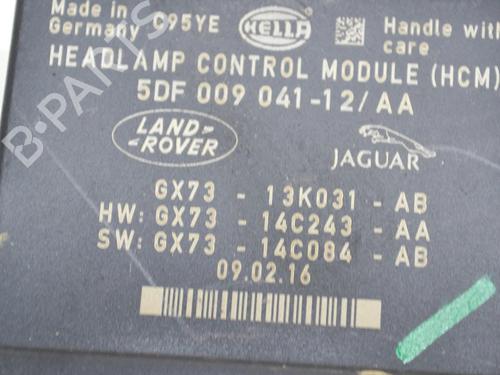 Made in
Germany C95YE HELLA Handle with care
HEADLAMP CONTROL MODULE (HCM)
5DF 009 041-12/AA
LAND-
-ROVER
JAGUAR
GX73 - 13K031 - AB
HW: GX73 - 14C243 - AA
SW: GX73 - 14C084 - AB
09.02.16
B-PARTS